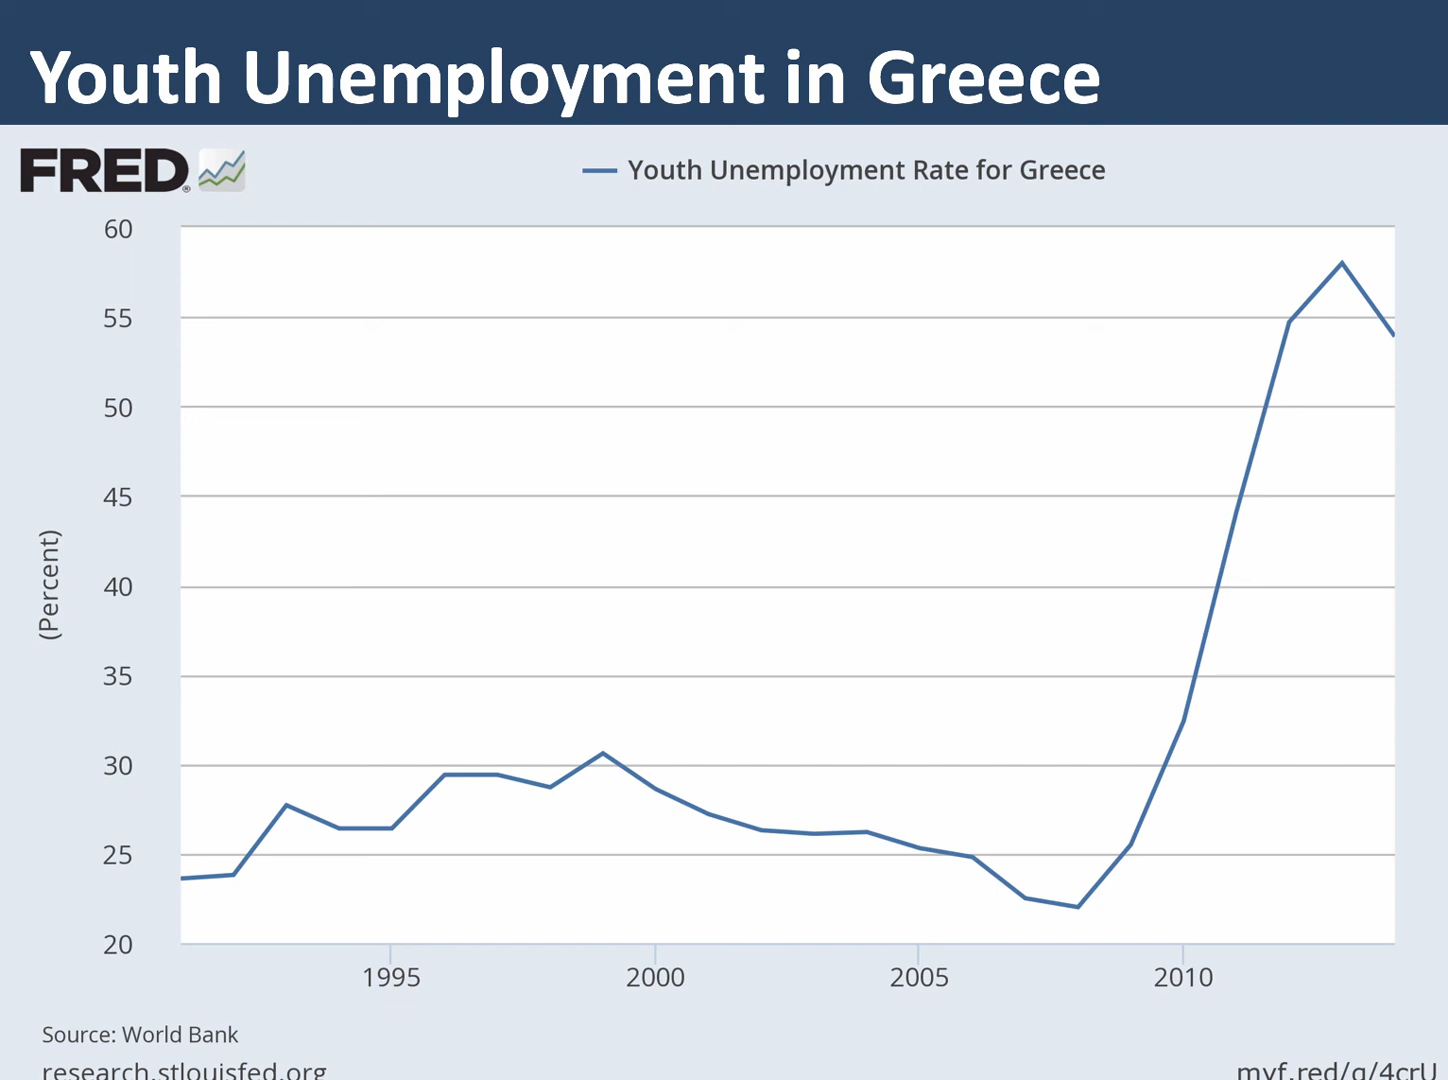 Youth Unemployment in Greece
FRED®
Youth Unemployment Rate for Greece
60
55
50
45
40
35
30
25
20
(Percent)
1995 2000 2005 2010
Source: World Bank
research.stlouisfed.org
myf.red/g/4crU